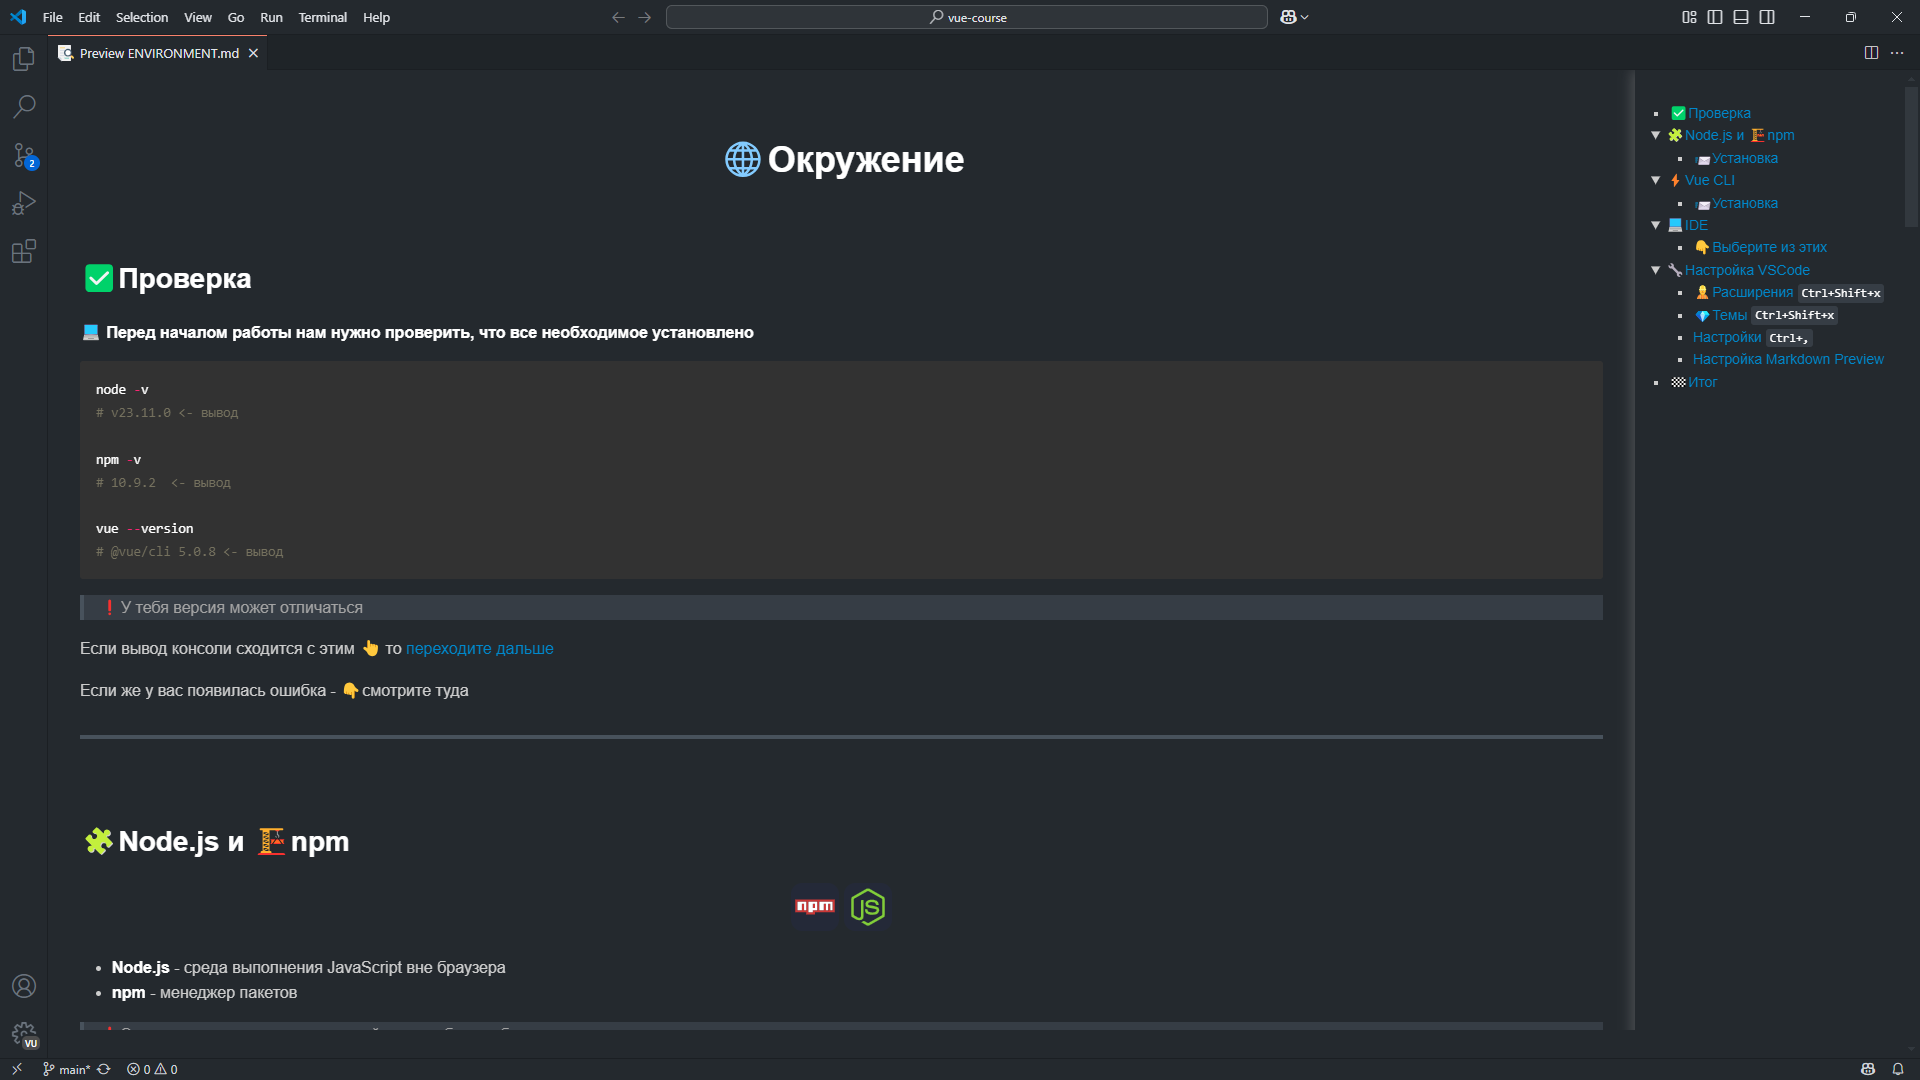 File Edit Selection View Go Run Terminal Help
vue-course
Preview ENVIRONMENT.md
🌐 Окружение
✅ Проверка
💻 Перед началом работы нам нужно проверить, что все необходимое установлено
node -v
# v23.11.0 <- вывод
npm -v
# 10.9.2  <- вывод
vue --version
# @vue/cli 5.0.8 <- вывод
❗ У тебя версия может отличаться
Если вывод консоли сходится с этим 👆 то переходите дальше
Если же у вас появилась ошибка - 👇смотрите туда
🧩Node.js и 🏗️npm
npm JS
• Node.js - среда выполнения JavaScript вне браузера
• npm - менеджер пакетов
✅Проверка
🧩Node.js и 🏗️npm
📨Установка
⚡Vue CLI
📨Установка
💻IDE
👇Выберите из этих
🔧Настройка VSCode
Расширения Ctrl+Shift+x
💎Темы Ctrl+Shift+x
Настройки Ctrl+,
Настройка Markdown Preview
🏁Итог
2
VU
main* 0 0